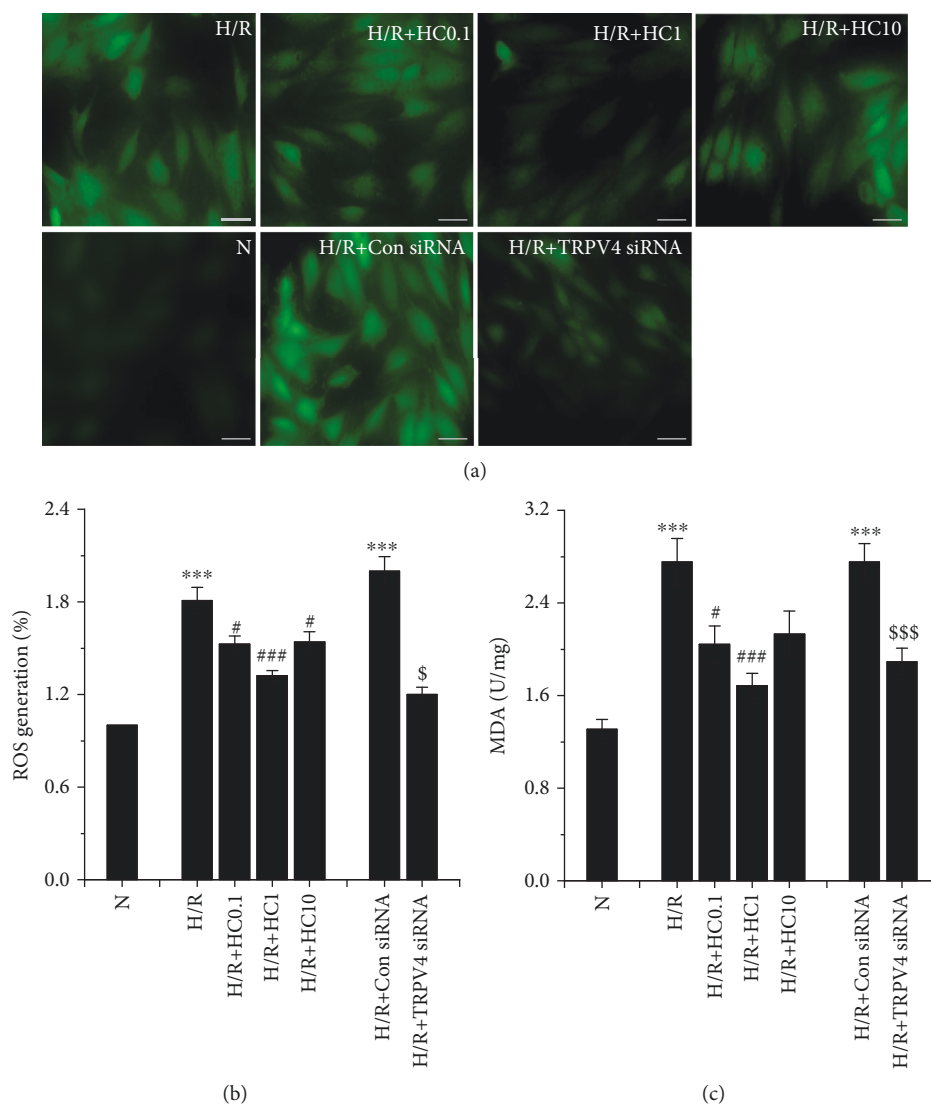 H/R
H/R+HC0.1
H/R+HC1
H/R+HC10
N
H/R+Con siRNA
H/R+TRPV4 siRNA
(a)
2.4
1.8
1.2
0.6
0.0
ROS generation (%)
***
#
###
#
***
$
N
H/R
H/R+HC0.1
H/R+HC1
H/R+HC10
H/R+Con siRNA
H/R+TRPV4 siRNA
(b)
3.2
2.4
1.6
0.8
0.0
MDA (U/mg)
***
#
###
***
$$$
N
H/R
H/R+HC0.1
H/R+HC1
H/R+HC10
H/R+Con siRNA
H/R+TRPV4 siRNA
(c)